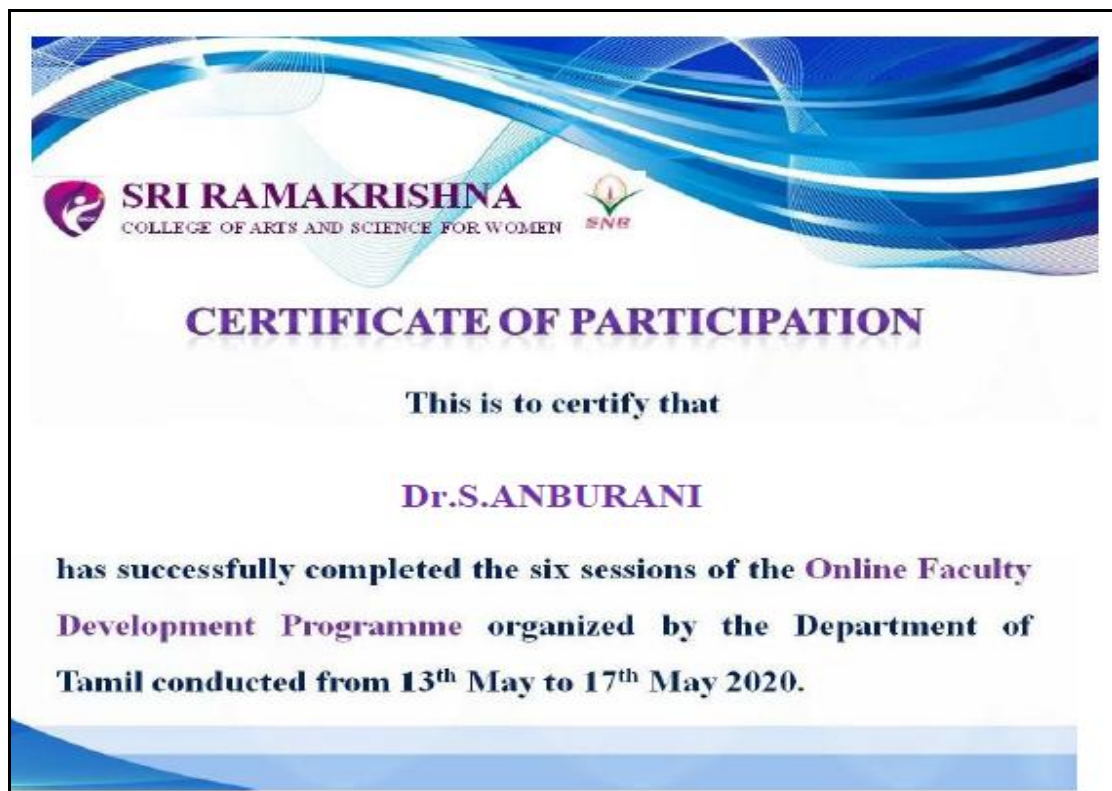 SRI RAMAKRISHNA
COLLEGE OF ARTS AND SCIENCE FOR WOMEN
SNR
CERTIFICATE OF PARTICIPATION
This is to certify that
Dr.S.ANBURANI
has successfully completed the six sessions of the Online Faculty
Development Programme organized by the Department of
Tamil conducted from 13th May to 17th May 2020.